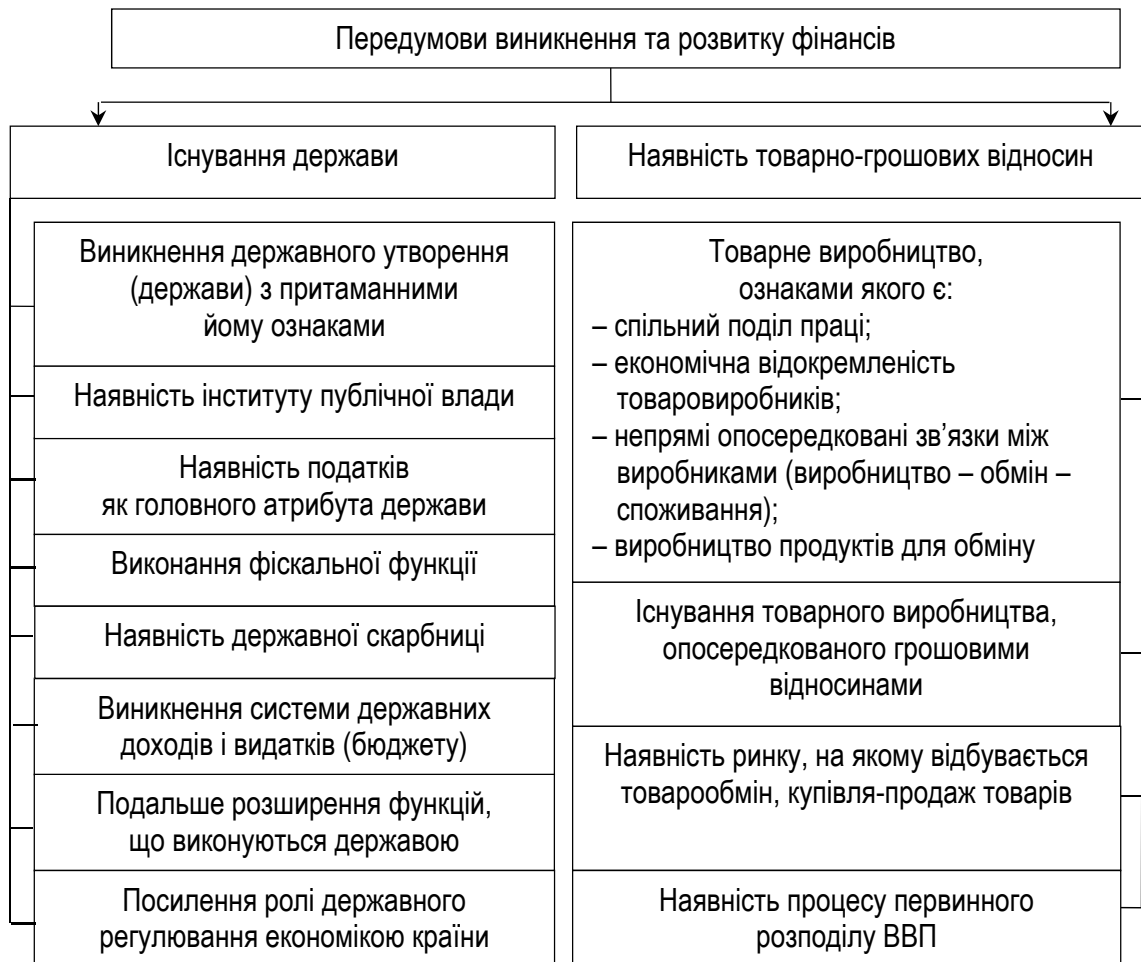 Передумови виникнення та розвитку фінансів
Існування держави
Наявність товарно-грошових відносин
Виникнення державного утворення
(держави) з притаманними
йому ознаками
Наявність інституту публічної влади
Наявність податків
як головного атрибута держави
Виконання фіскальної функції
Наявність державної скарбниці
Виникнення системи державних
доходів і видатків (бюджету)
Подальше розширення функцій,
що виконуються державою
Посилення ролі державного
регулювання економікою країни
Товарне виробництво,
ознаками якого є:
– спільний поділ праці;
– економічна відокремленість
товаровиробників;
– непрямі опосередковані зв’язки між
виробниками (виробництво – обмін –
споживання);
– виробництво продуктів для обміну
Існування товарного виробництва,
опосередкованого грошовими
відносинами
Наявність ринку, на якому відбувається
товарообмін, купівля-продаж товарів
Наявність процесу первинного
розподілу ВВП